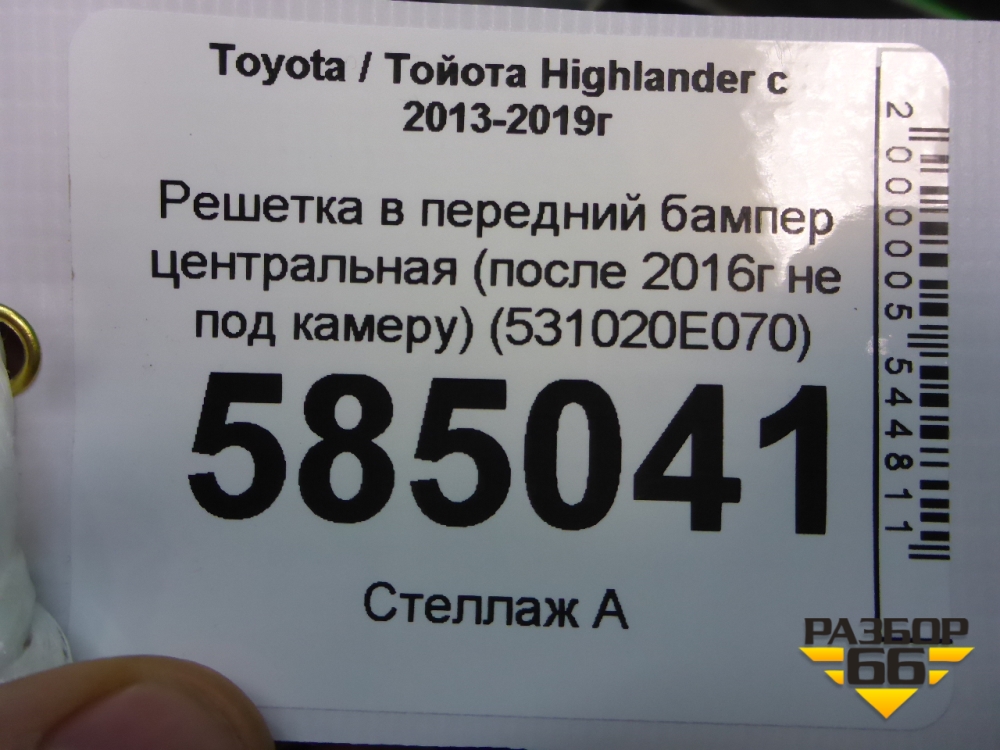 Toyota / Тойота Highlander с
2013-2019г
Решетка в передний бампер
центральная (после 2016г не
под камеру) (531020E070)
585041
Стеллаж А
2000005544811
РАЗБОР
66